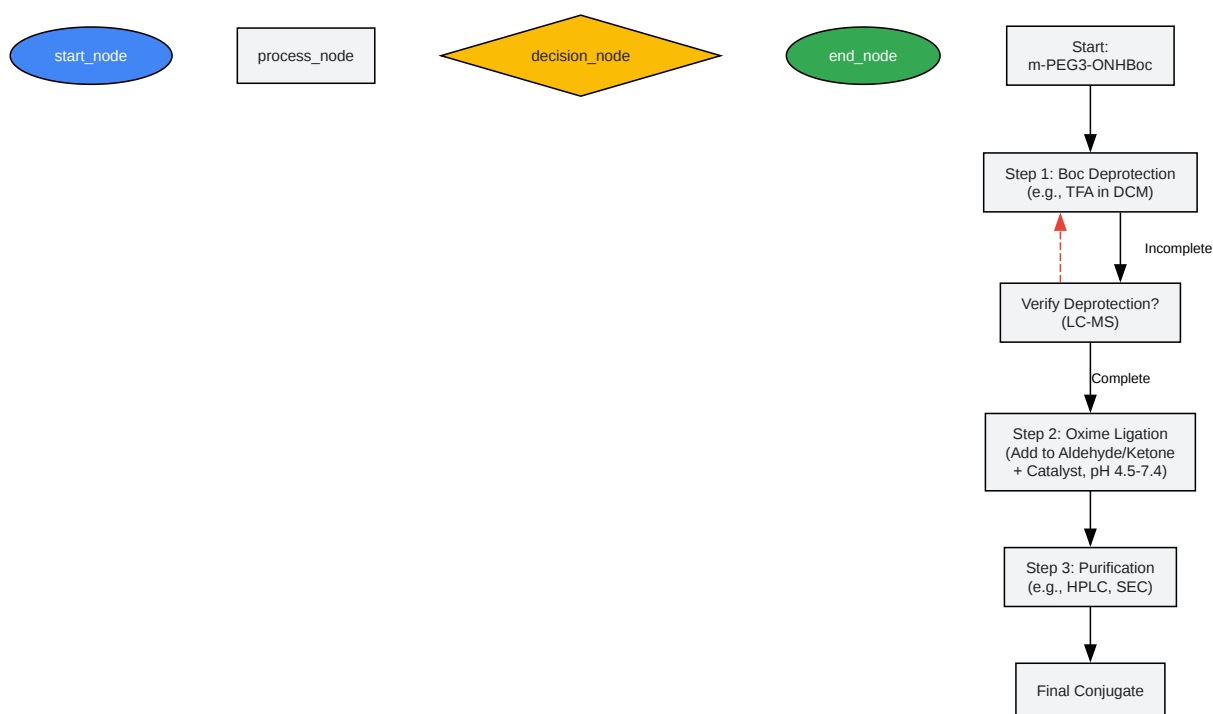 start_node
process_node
decision_node
end_node
Start:
m-PEG3-ONHBoc
Step 1: Boc Deprotection
(e.g., TFA in DCM)
Incomplete
Verify Deprotection?
(LC-MS)
Complete
Step 2: Oxime Ligation
(Add to Aldehyde/Ketone
+ Catalyst, pH 4.5-7.4)
Step 3: Purification
(e.g., HPLC, SEC)
Final Conjugate